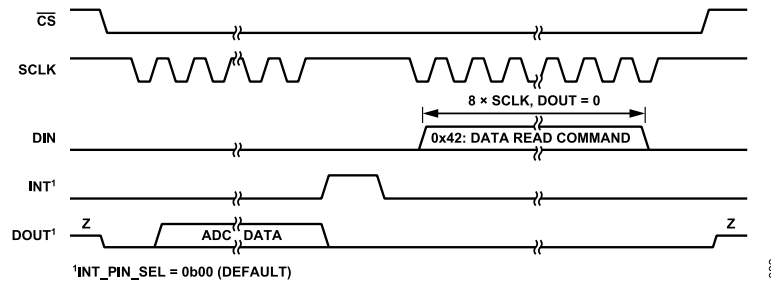 CS
SCLK
8 × SCLK, DOUT = 0
DIN
0x42: DATA READ COMMAND
INT¹
DOUT¹
Z
ADC DATA
Z
¹INT_PIN_SEL = 0b00 (DEFAULT)